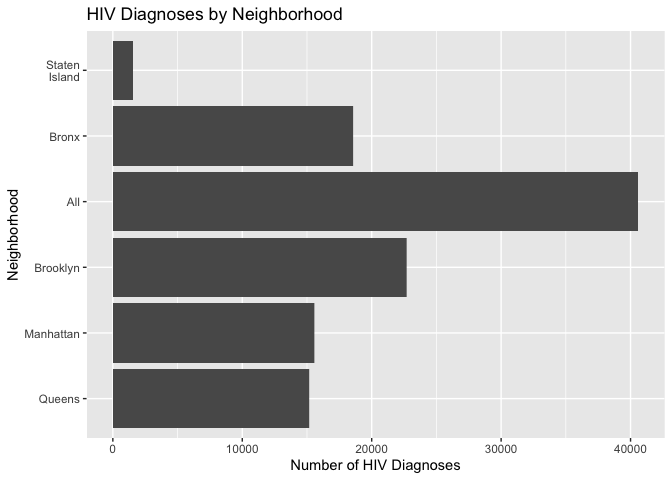 HIV Diagnoses by Neighborhood
Staten
Island
Bronx
All
Brooklyn
Manhattan
Queens
Neighborhood
0 10000 20000 30000 40000
Number of HIV Diagnoses